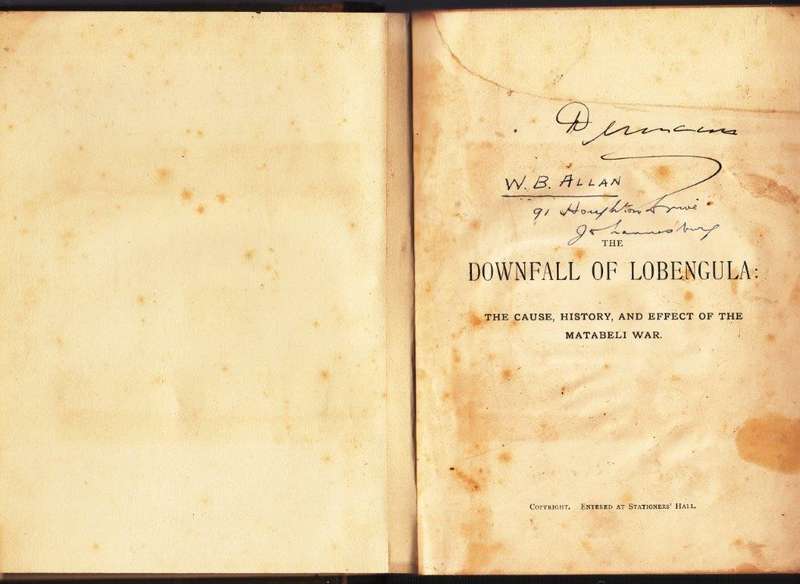 W. B. ALLAN
91 Houghton Drive
Johannesburg
THE
DOWNFALL OF LOBENGULA:
THE CAUSE, HISTORY, AND EFFECT OF THE
MATABELI WAR.
COPYRIGHT. ENTERED AT STATIONERS' HALL.